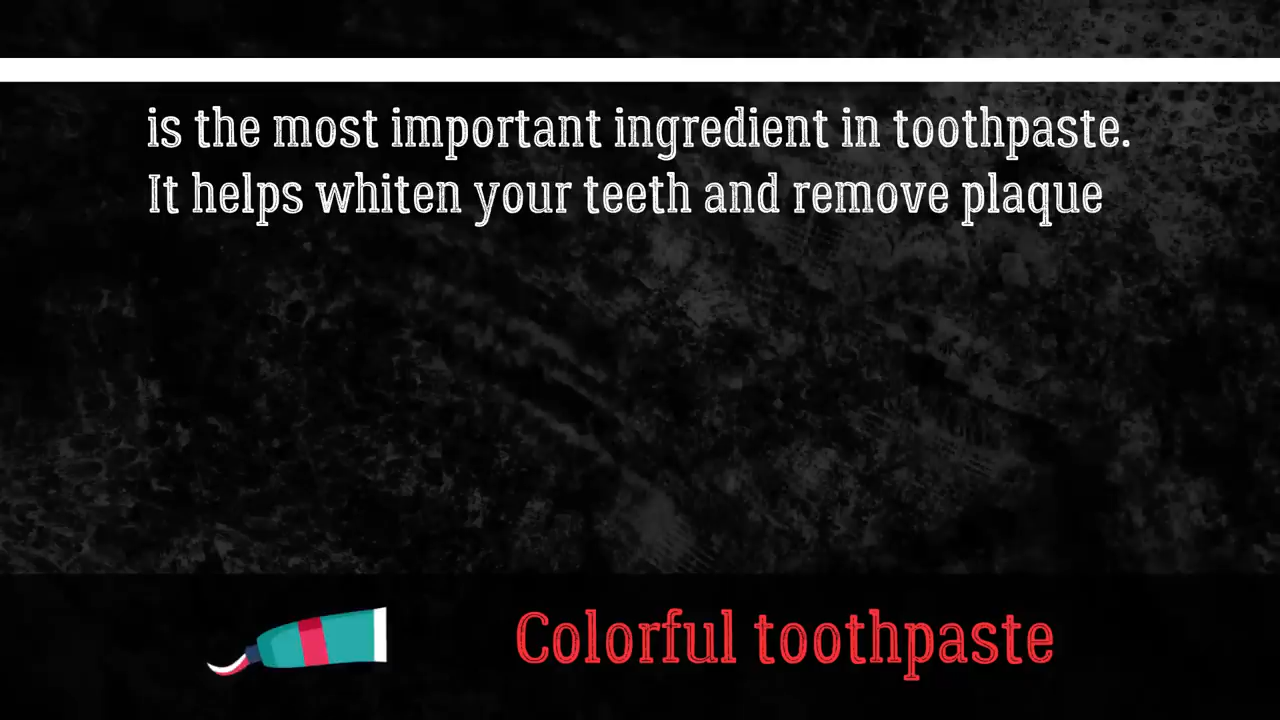 is the most important ingredient in toothpaste.
It helps whiten your teeth and remove plaque
Colorful toothpaste